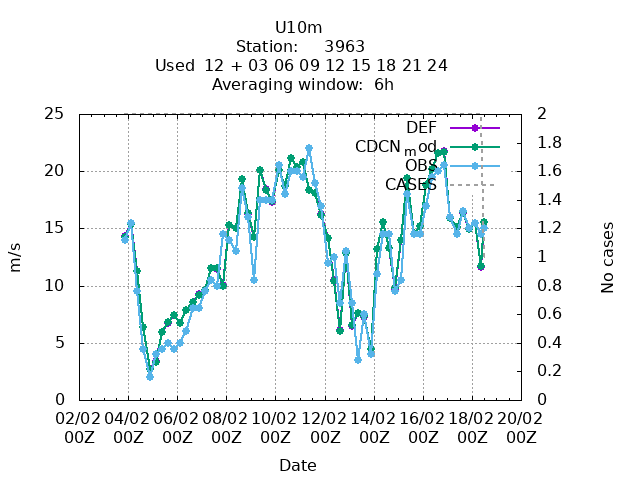 U10m
Station: 3963
Used 12 + 03 06 09 12 15 18 21 24
Averaging window: 6h
25 2
DEF
1.8
CDCN_mod
20 1.6
OBS
CASES
1.4
15 1.2
m/s
No cases
1
10 0.8
0.6
5 0.4
0.2
0 0
02/02 04/02 06/02 08/02 10/02 12/02 14/02 16/02 18/02 20/02
00Z 00Z 00Z 00Z 00Z 00Z 00Z 00Z 00Z 00Z
Date